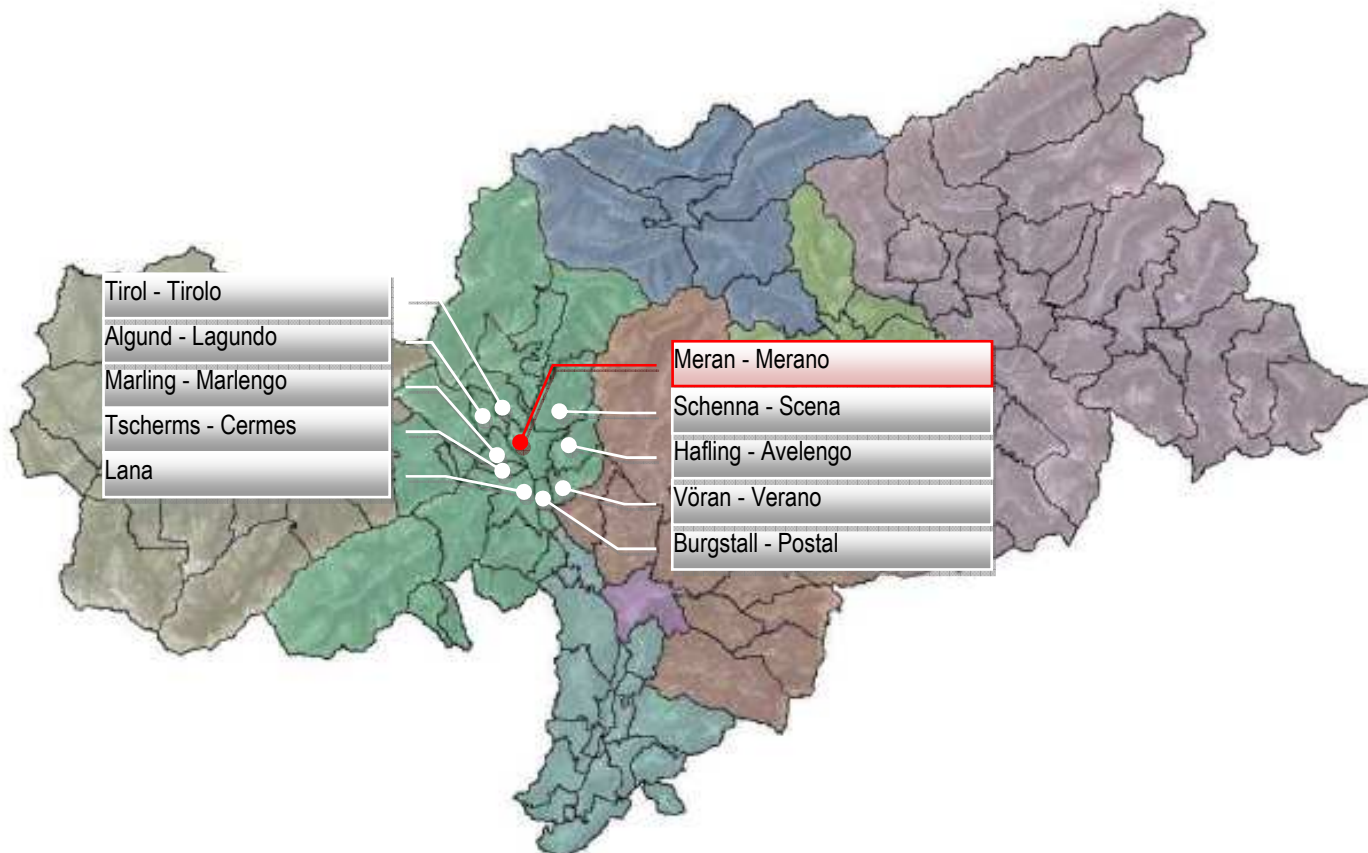 Tirol - Tirolo
Algund - Lagundo
Marling - Marlengo
Tscherms - Cermes
Lana
Meran - Merano
Schenna - Scena
Hafling - Avelengo
Vöran - Verano
Burgstall - Postal